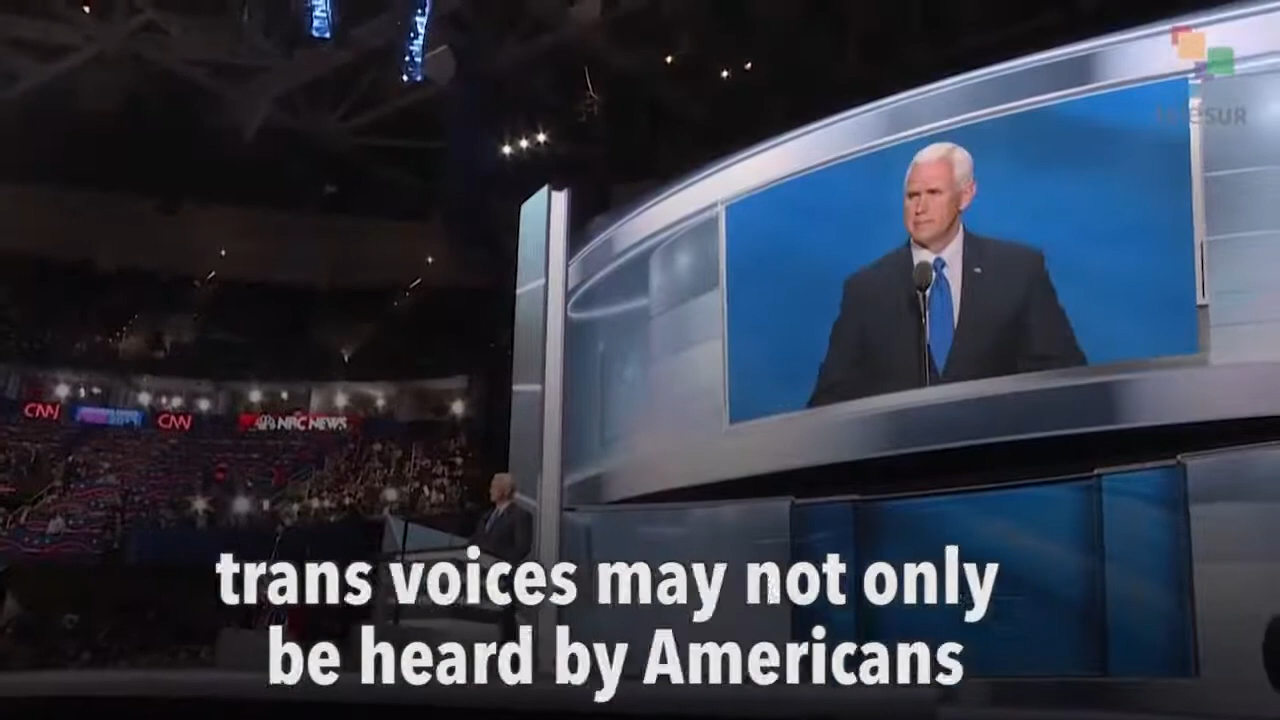 teleSUR
CNN
CNN
NBC NEWS
trans voices may not only
be heard by Americans